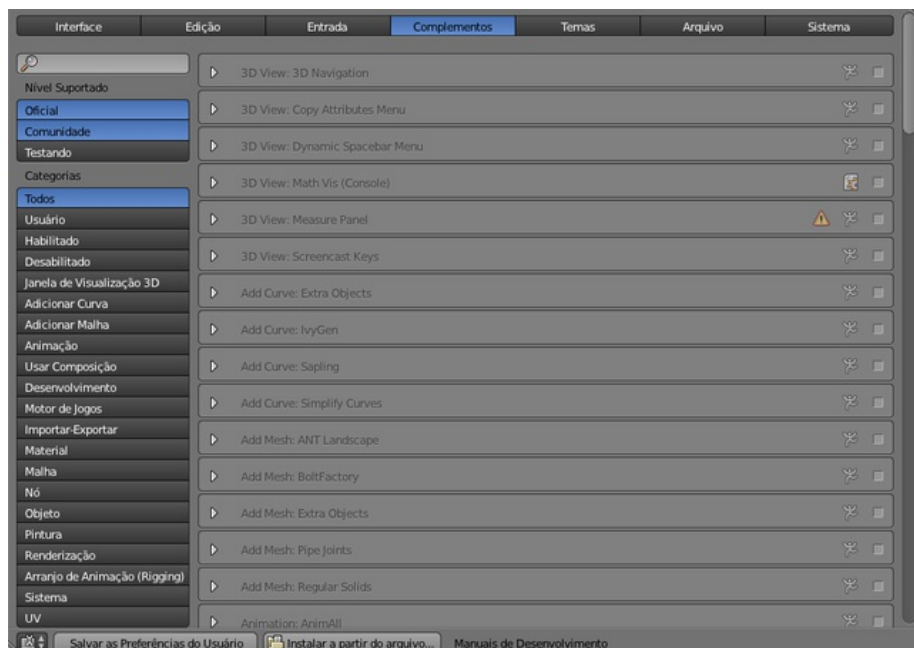 Interface Edição Entrada Complementos Temas Arquivo Sistema
Nível Suportado
Oficial
Comunidade
Testando
Categorias
Todos
Usuário
Habilitado
Desabilitado
Janela de Visualização 3D
Adicionar Curva
Adicionar Malha
Animação
Usar Composição
Desenvolvimento
Motor de Jogos
Importar-Exportar
Material
Malha
Nó
Objeto
Pintura
Renderização
Arranjo de Animação (Rigging)
Sistema
UV
3D View: 3D Navigation
3D View: Copy Attributes Menu
3D View: Dynamic Spacebar Menu
3D View: Math Vis (Console)
3D View: Measure Panel
3D View: Screencast Keys
Add Curve: Extra Objects
Add Curve: IvyGen
Add Curve: Sapling
Add Curve: Simplify Curves
Add Mesh: ANT Landscape
Add Mesh: BoltFactory
Add Mesh: Extra Objects
Add Mesh: Pipe Joints
Add Mesh: Regular Solids
Animation: AnimAll
Salvar as Preferências do Usuário Instalar a partir do arquivo... Manuais de Desenvolvimento